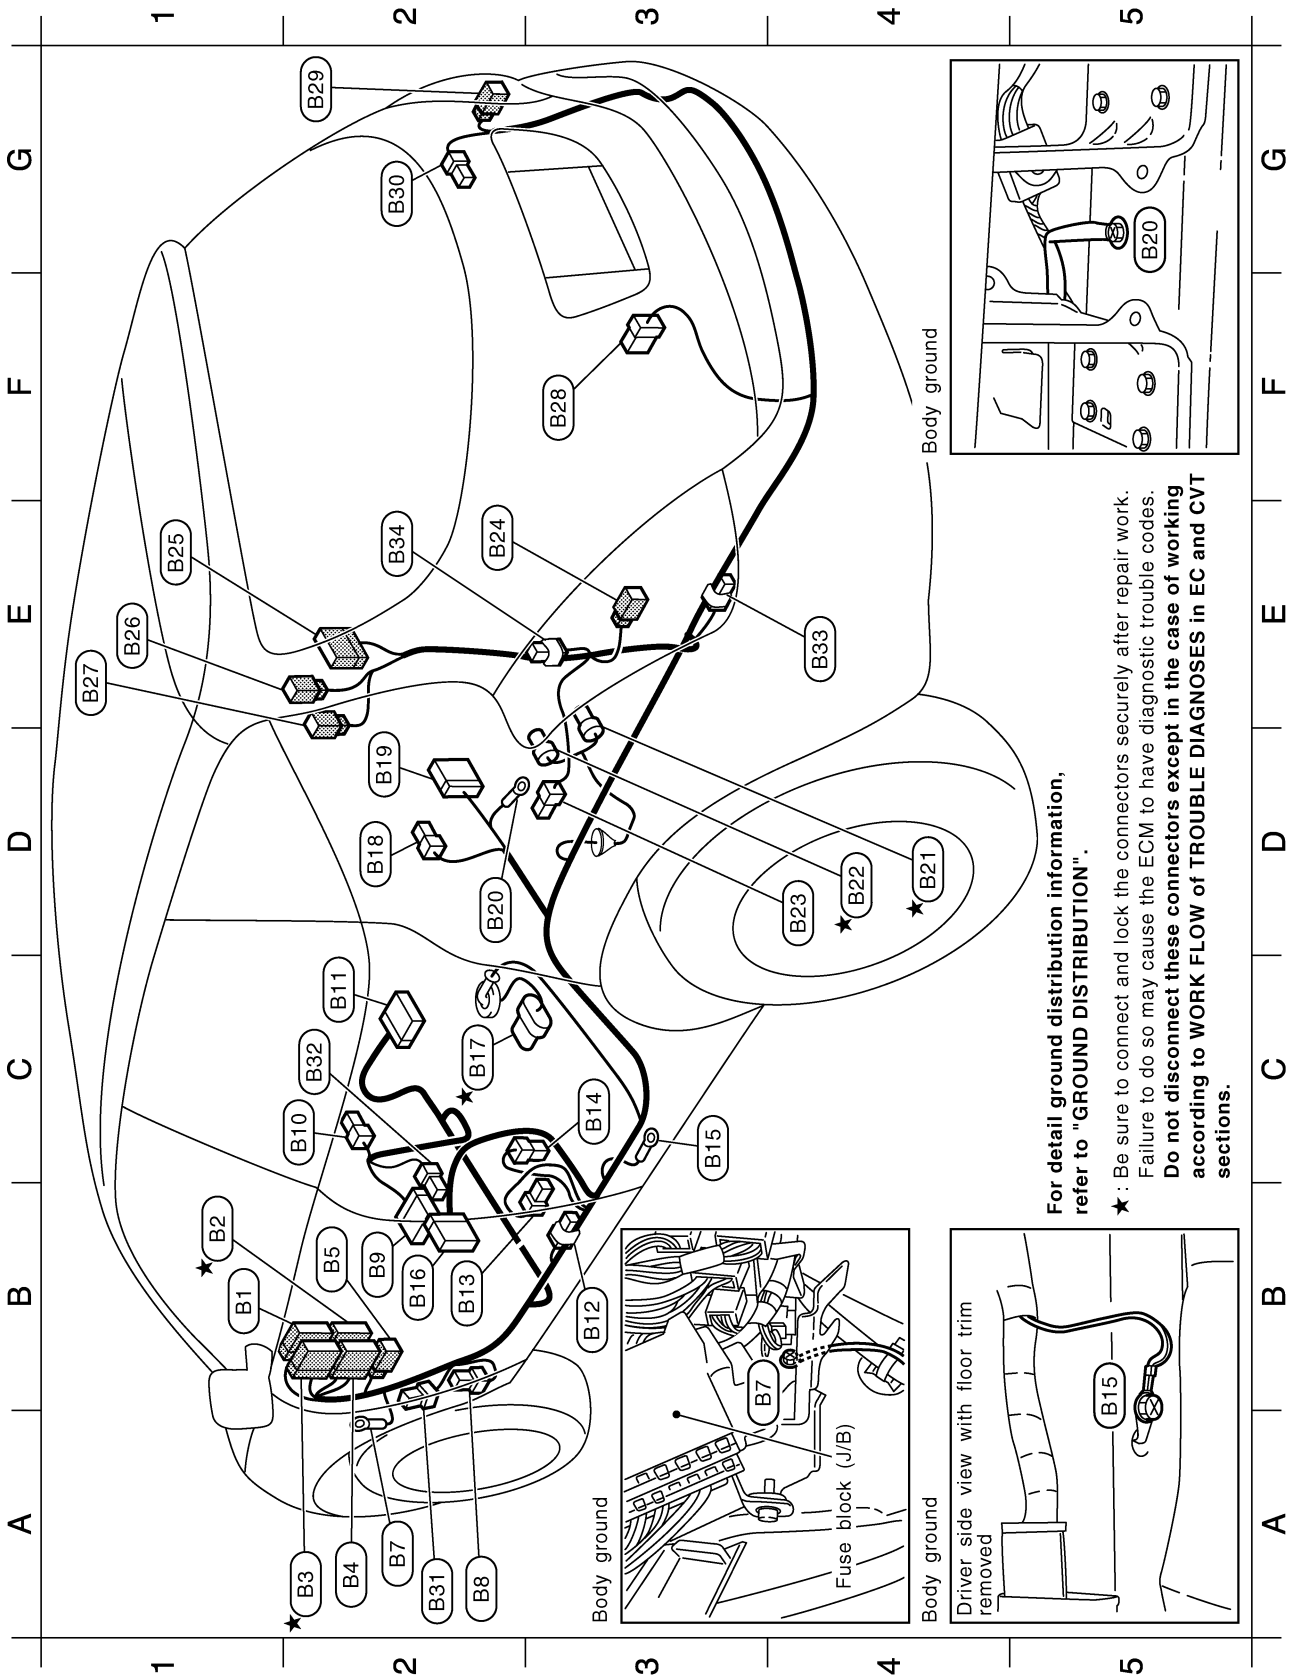 1
2
3
4
5
A
B
C
D
E
F
G
B29
B30
B28
B25
B26
B27
B34
B24
B33
B19
B18
B20
B23
★ B22
★ B21
B11
B32
B10
★ B17
B14
B15
★ B2
B1
B5
B9
B16
B13
B12
★ B3
B4
B7
B31
B8
Body ground
B7
Fuse block (J/B)
Body ground
Driver side view with floor trim
removed
B15
Body ground
B20
For detail ground distribution information,
refer to "GROUND DISTRIBUTION".
★ : Be sure to connect and lock the connectors securely after repair work.
Failure to do so may cause the ECM to have diagnostic trouble codes.
Do not disconnect these connectors except in the case of working
according to WORK FLOW of TROUBLE DIAGNOSES in EC and CVT
sections.
A
B
C
D
E
F
G
1
2
3
4
5